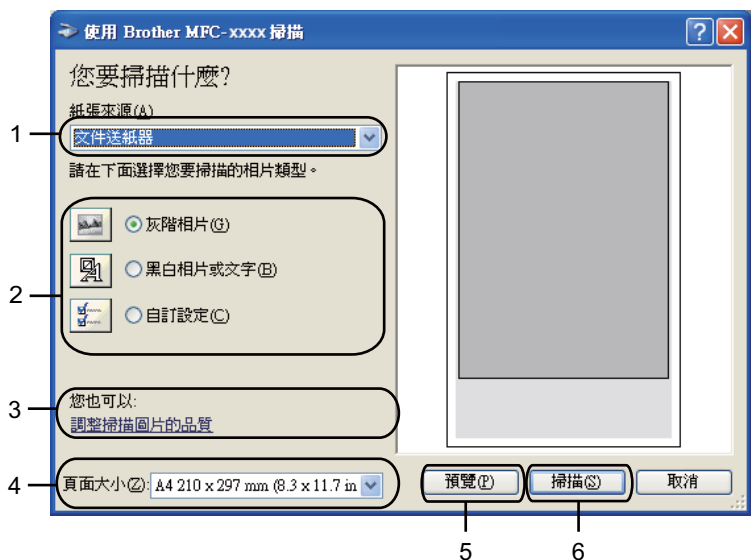 使用 Brother MFC-xxxx 掃描
您要掃描什麼?
紙張來源(A)
1
文件送紙器
請在下面選擇您要掃描的相片類型。
灰階相片(G)
2
黑白相片或文字(B)
自訂設定(C)
3
您也可以:
調整掃描圖片的品質
4
頁面大小(Z): A4 210 x 297 mm (8.3 x 11.7 in
預覽(P) 掃描(S) 取消
5 6